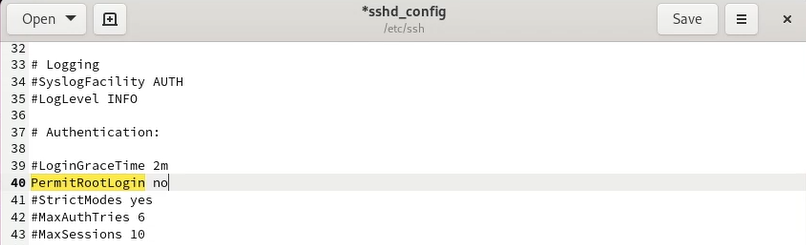 Open
*sshd_config
/etc/ssh
Save
32
33 # Logging
34 #SyslogFacility AUTH
35 #LogLevel INFO
36
37 # Authentication:
38
39 #LoginGraceTime 2m
40 PermitRootLogin no
41 #StrictModes yes
42 #MaxAuthTries 6
43 #MaxSessions 10